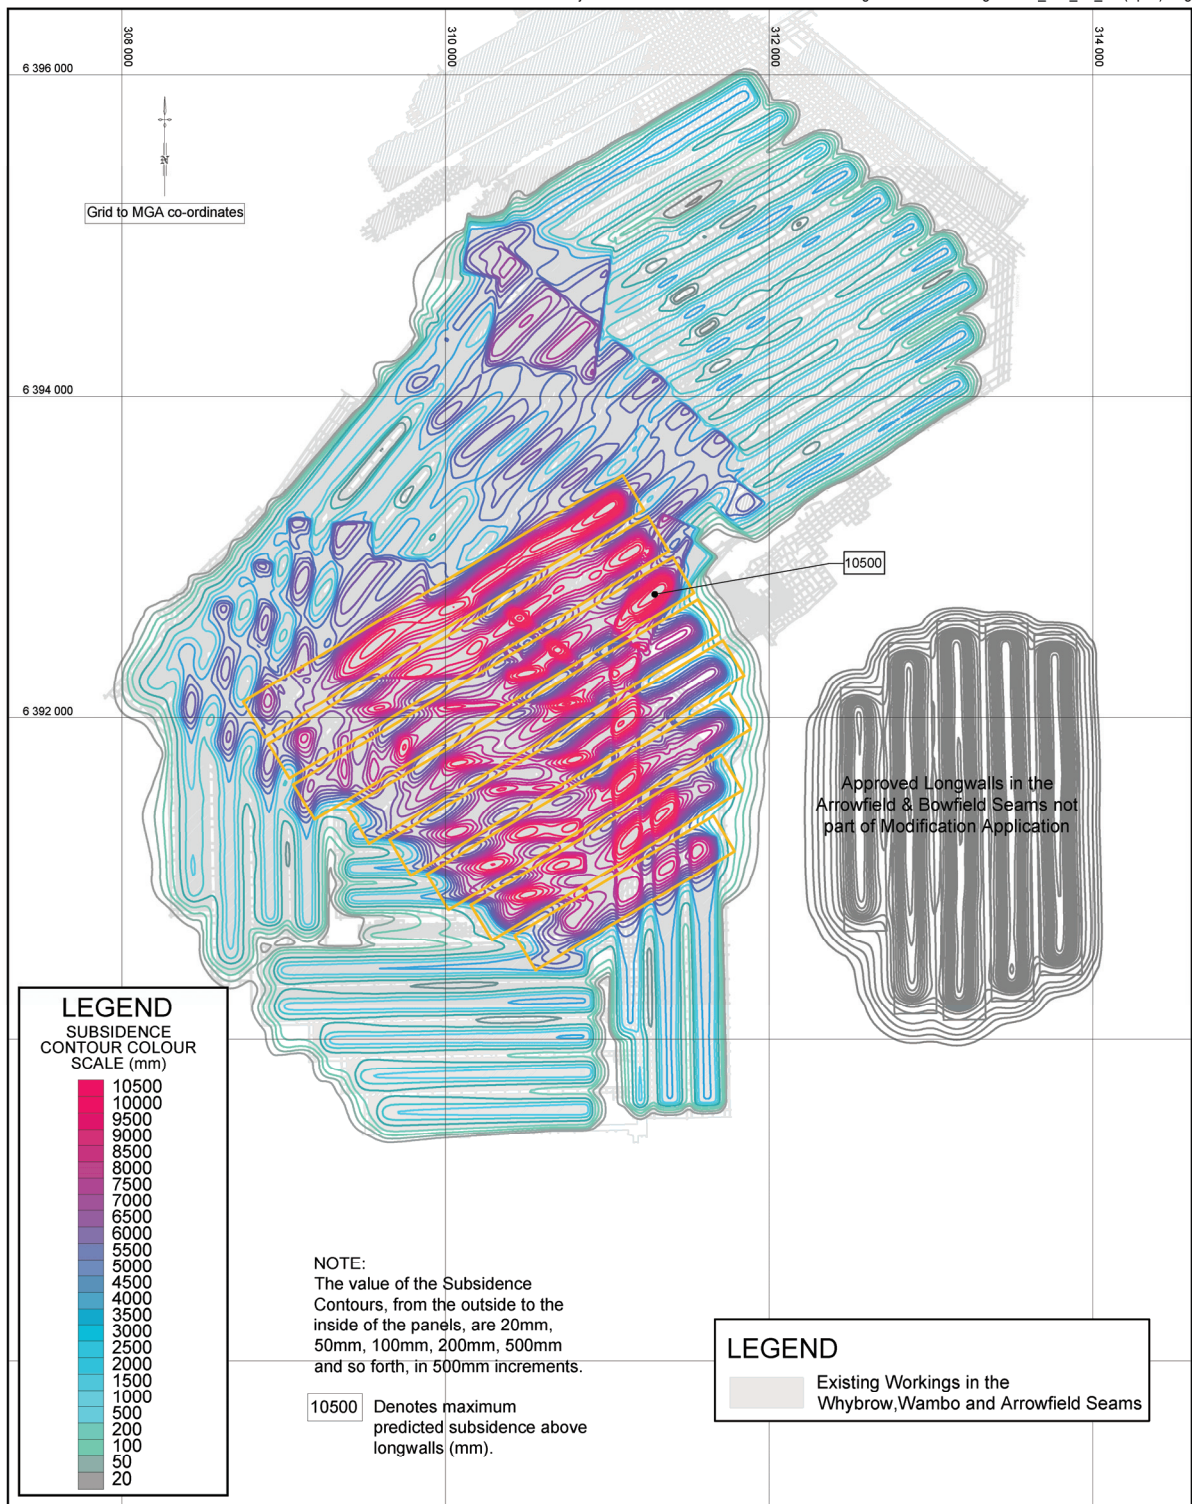 308 000
310 000
312 000
314 000
6 396 000
N
Grid to MGA co-ordinates
6 394 000
10500
6 392 000
Approved Longwalls in the
Arrowfield & Bowfield Seams not
part of Modification Application
LEGEND
SUBSIDENCE
CONTOUR COLOUR
SCALE (mm)
10500
10000
9500
9000
8500
8000
7500
7000
6500
6000
5500
5000
4500
4000
3500
3000
2500
2000
1500
1000
500
200
100
50
20
NOTE:
The value of the Subsidence
Contours, from the outside to the
inside of the panels, are 20mm,
50mm, 100mm, 200mm, 500mm
and so forth, in 500mm increments.
10500 Denotes maximum
predicted subsidence above
longwalls (mm).
LEGEND
Existing Workings in the
Whybrow,Wambo and Arrowfield Seams